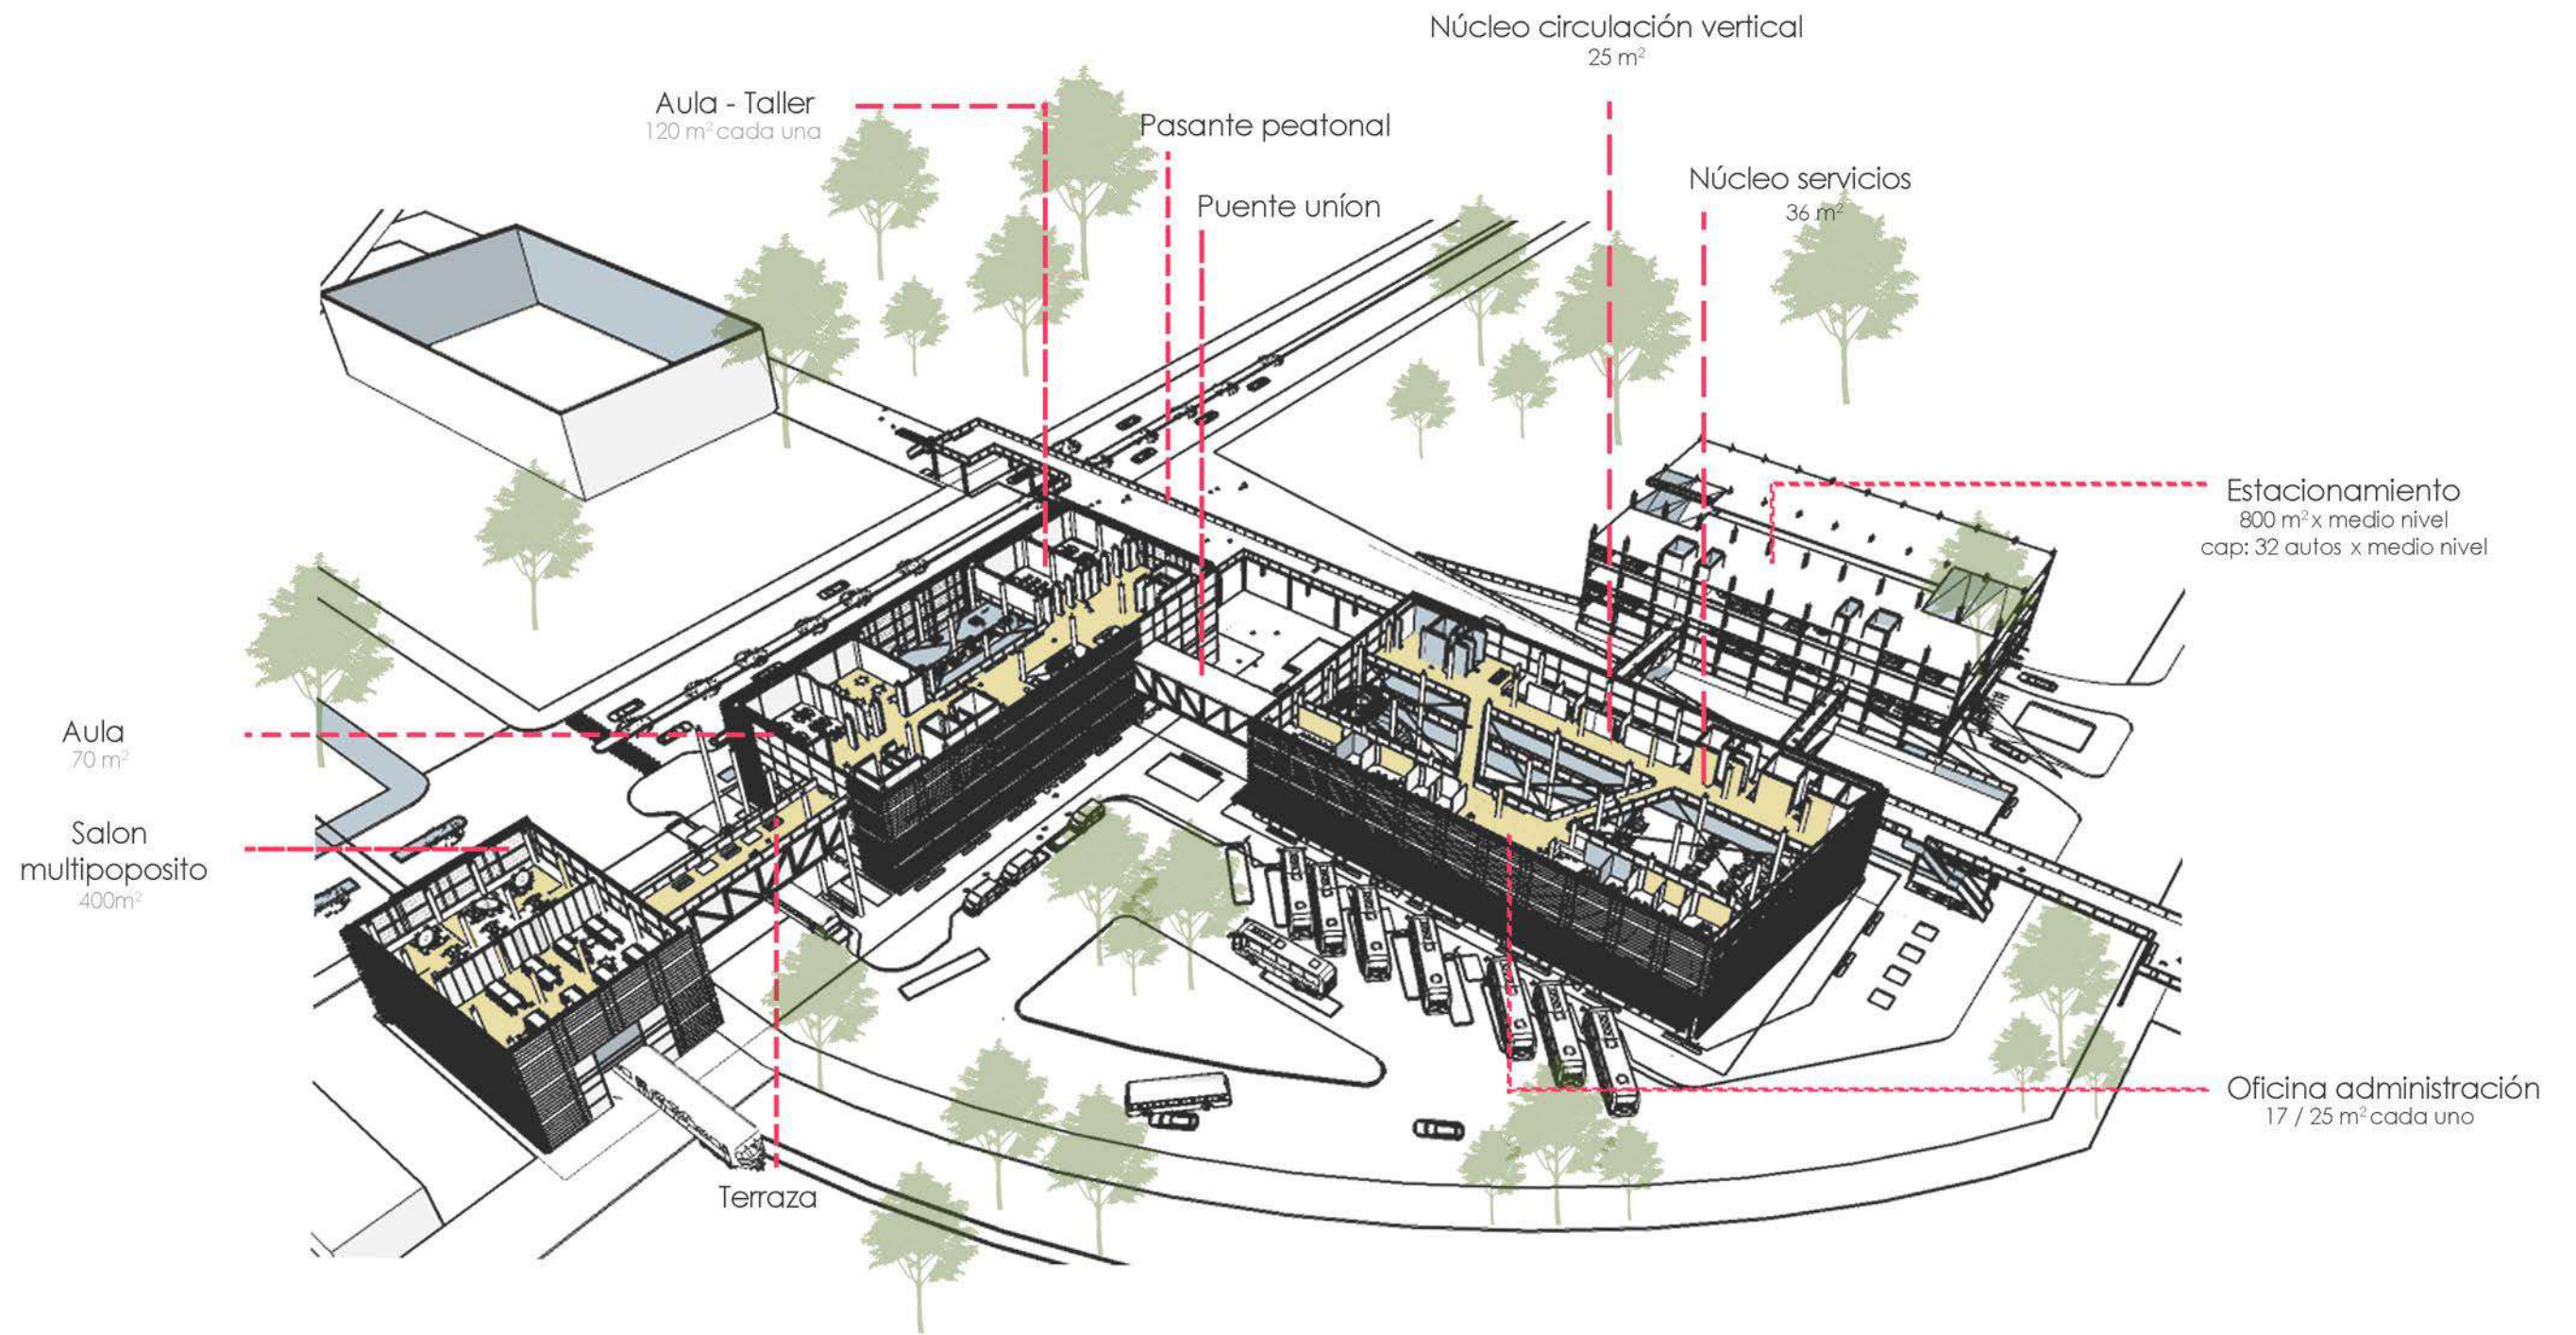 Núcleo circulación vertical
25 m²
Aula - Taller
120 m² cada una
Pasante peatonal
Núcleo servicios
36 m²
Puente uníon
Estacionamiento
800 m² x medio nivel
cap: 32 autos x medio nivel
Aula
70 m²
Salon
multipoposito
400m²
Oficina administración
17 / 25 m² cada uno
Terraza